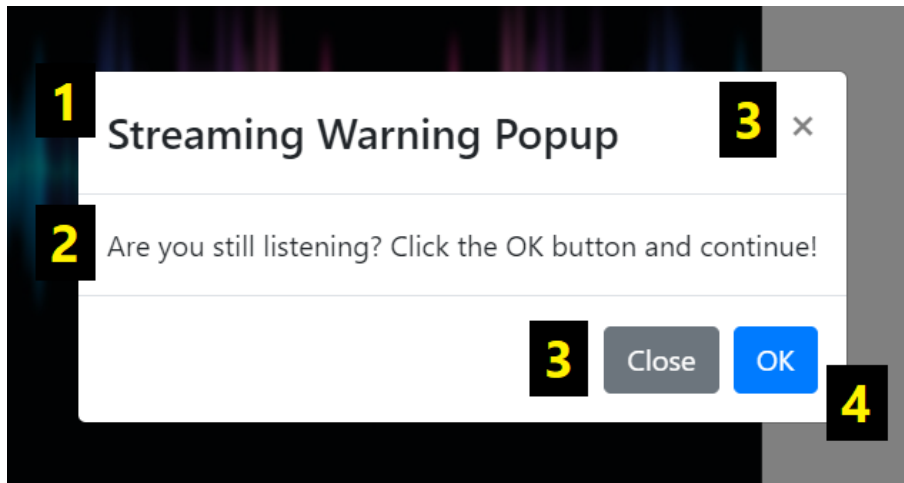 1
Streaming Warning Popup
3
×
2
Are you still listening? Click the OK button and continue!
3
Close
OK
4